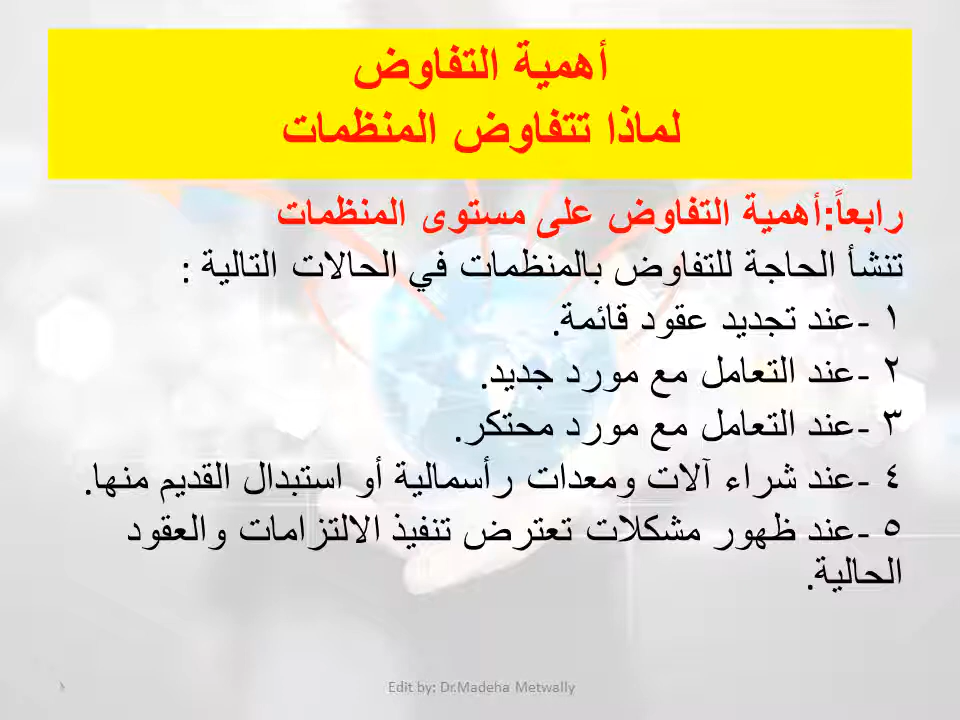 أهمية التفاوض
لماذا تتفاوض المنظمات
رابعاً:أهمية التفاوض على مستوى المنظمات
تنشأ الحاجة للتفاوض بالمنظمات في الحالات التالية :
١ -عند تجديد عقود قائمة.
٢ -عند التعامل مع مورد جديد.
٣ -عند التعامل مع مورد محتكر.
٤ -عند شراء آلات ومعدات رأسمالية أو استبدال القديم منها.
٥ -عند ظهور مشكلات تعترض تنفيذ الالتزامات والعقود
الحالية.
Edit by: Dr.Madeha Metwally